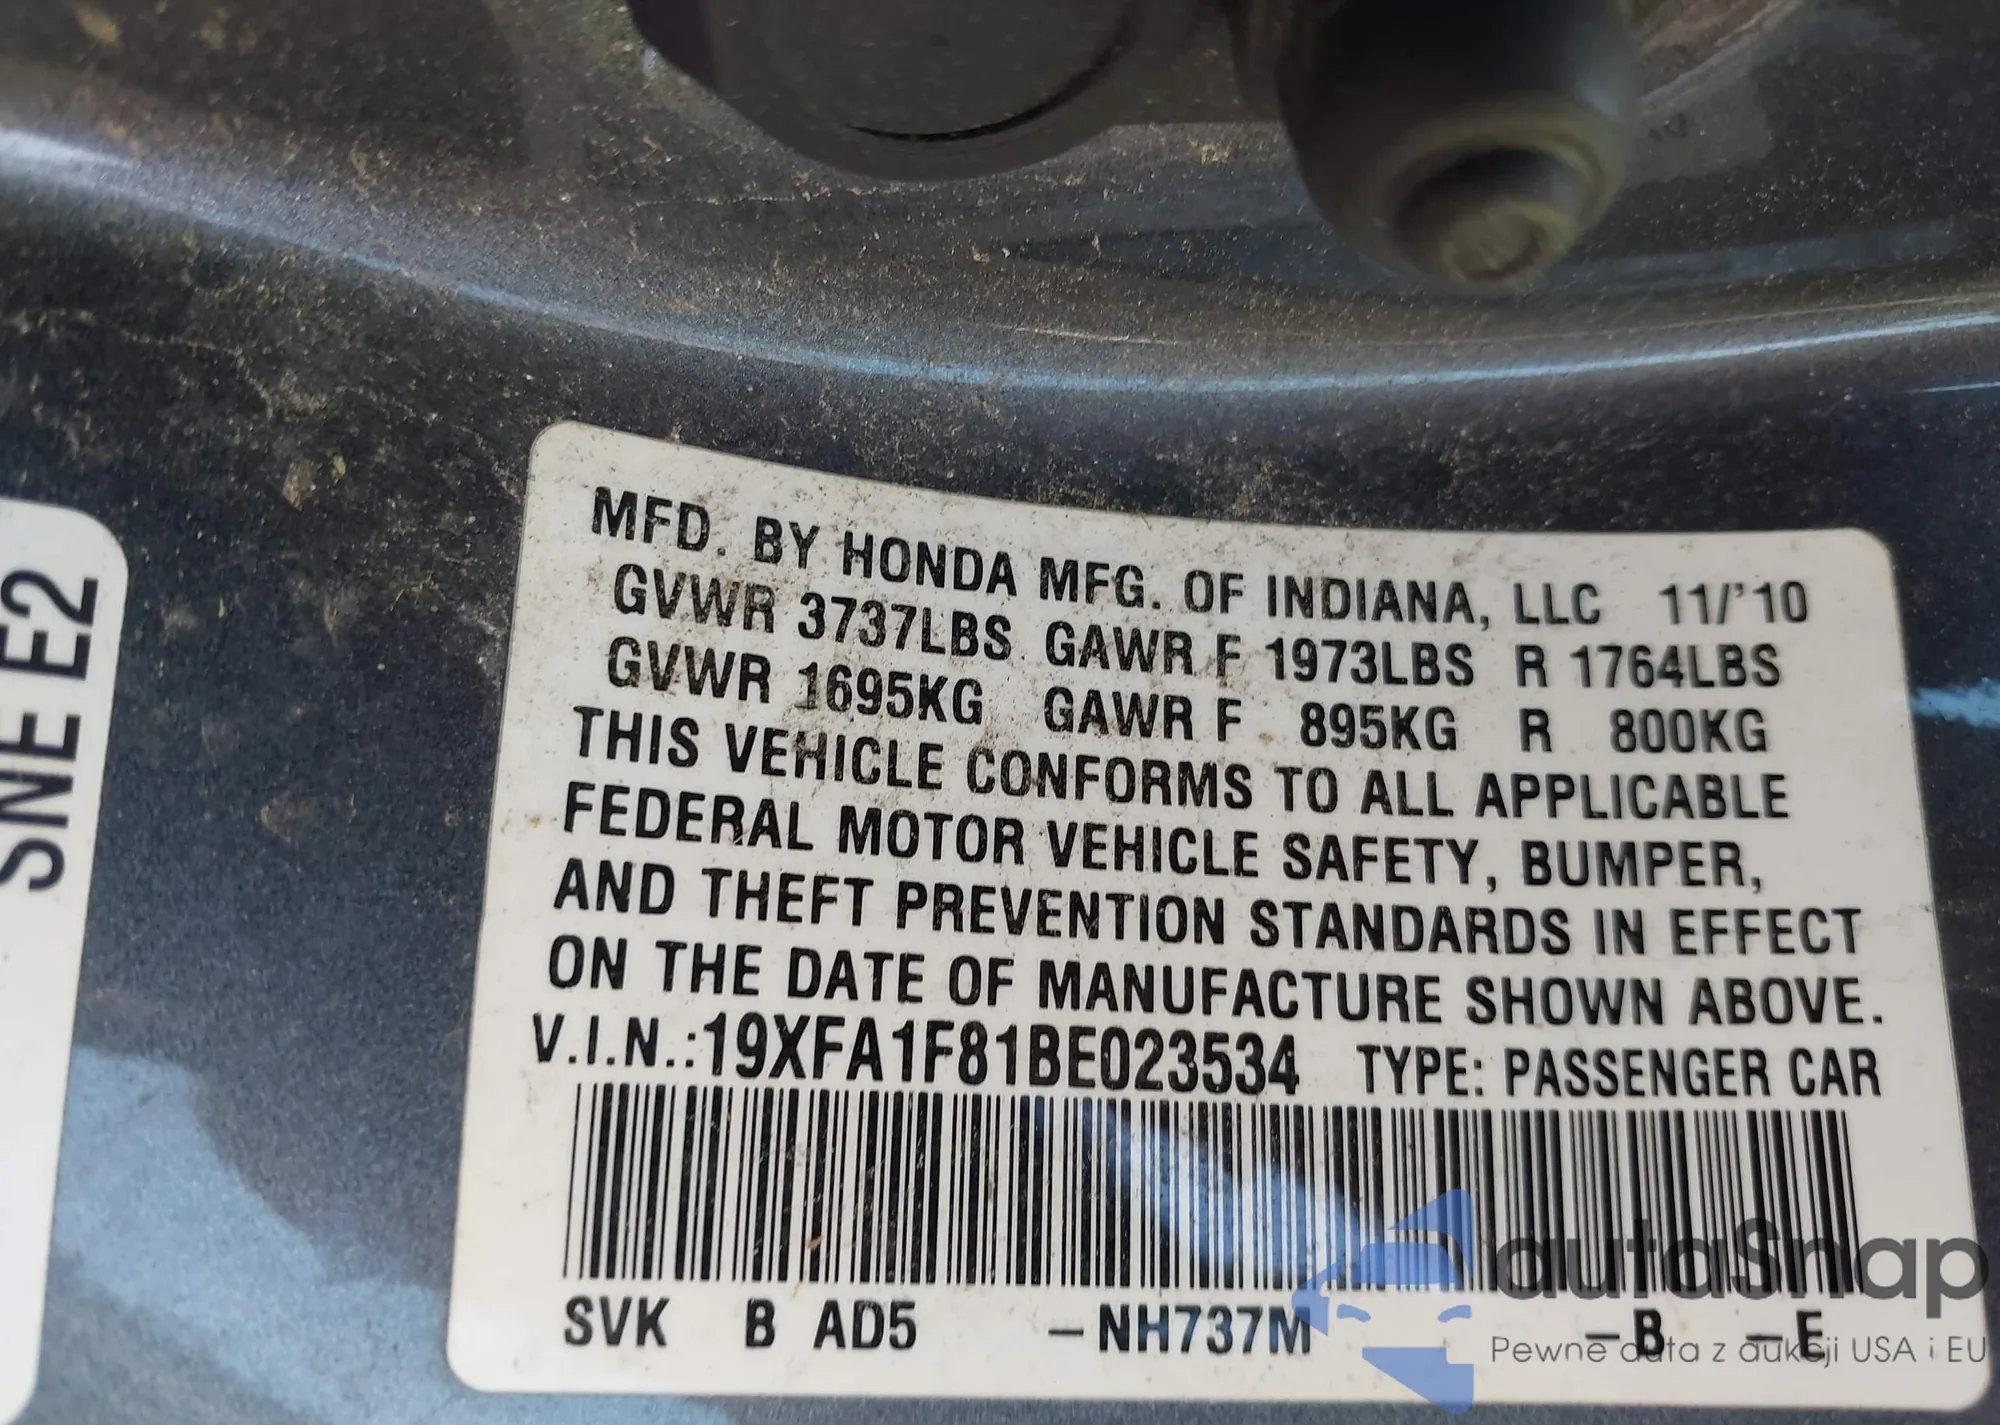 SNE E2
MFD. BY HONDA MFG. OF INDIANA, LLC 11/'10
GVWR 3737LBS GAWR F 1973LBS R 1764LBS
GVWR 1695KG GAWR F 895KG R 800KG
THIS VEHICLE CONFORMS TO ALL APPLICABLE
FEDERAL MOTOR VEHICLE SAFETY, BUMPER,
AND THEFT PREVENTION STANDARDS IN EFFECT
ON THE DATE OF MANUFACTURE SHOWN ABOVE.
V.I.N.:19XFA1F81BE023534 TYPE: PASSENGER CAR
SVK B AD5 -NH737M -B -E
autoSnap
Pewne data z aukcji USA i EU